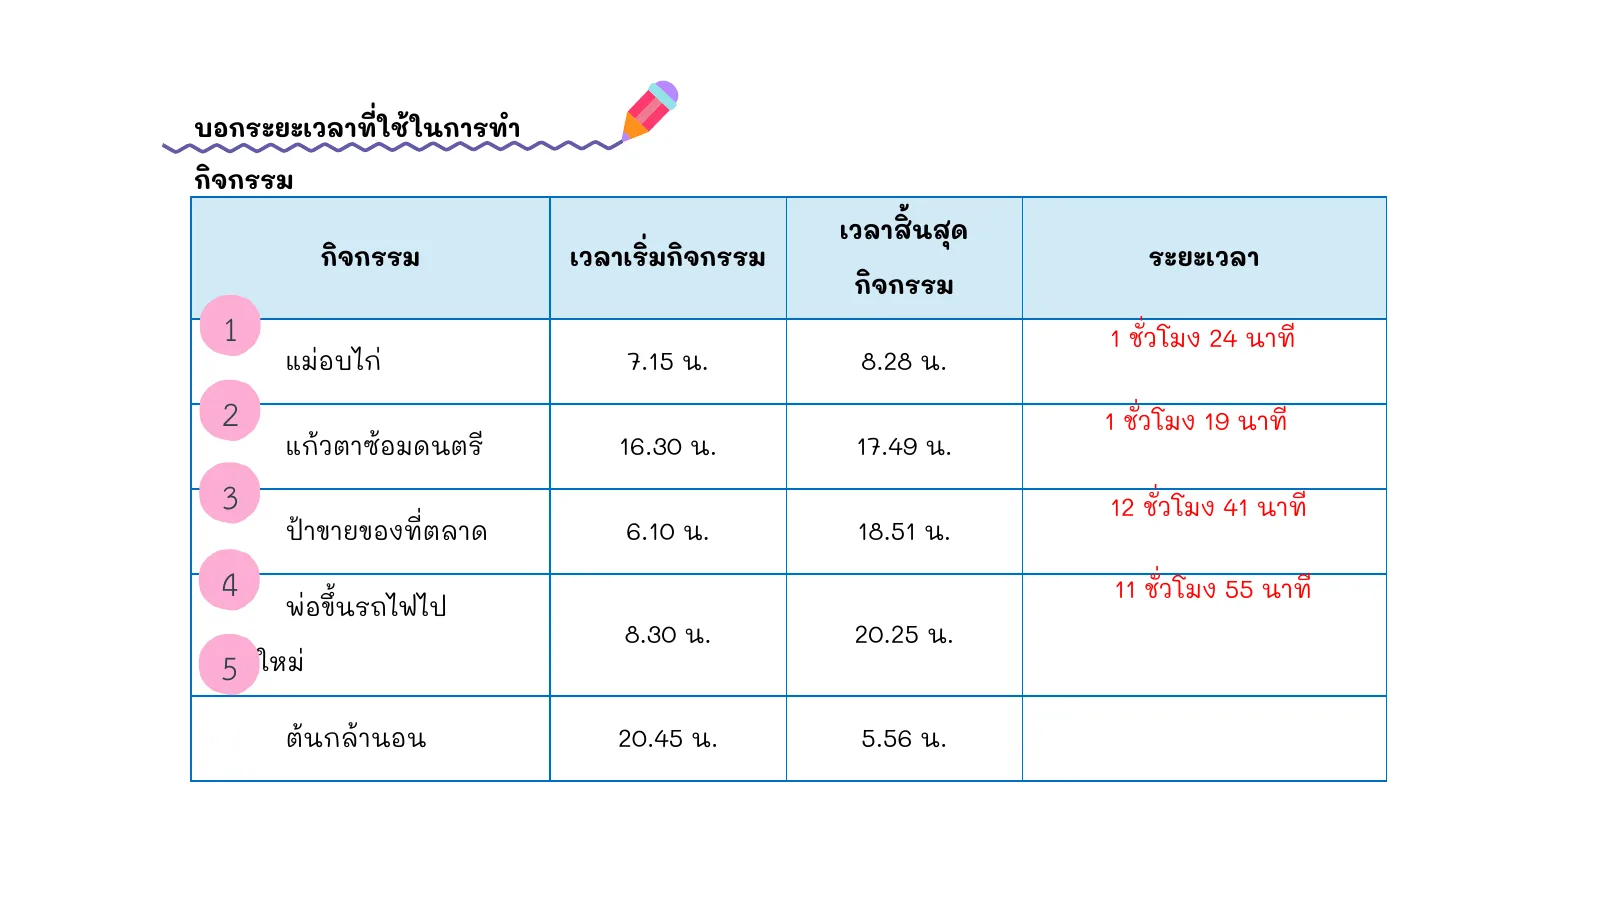 บอกระยะเวลาที่ใช้ในการทำ
กิจกรรม
กิจกรรม
เวลาเริ่มกิจกรรม
เวลาสิ้นสุด
กิจกรรม
ระยะเวลา
1
แม่อบไก่
7.15 น.
8.28 น.
1 ชั่วโมง 24 นาที
2
แก้วตาซ้อมดนตรี
16.30 น.
17.49 น.
1 ชั่วโมง 19 นาที
3
ป้าขายของที่ตลาด
6.10 น.
18.51 น.
12 ชั่วโมง 41 นาที
4
พ่อขึ้นรถไฟไป
ใหม่
8.30 น.
20.25 น.
11 ชั่วโมง 55 นาที
5
ต้นกล้านอน
20.45 น.
5.56 น.